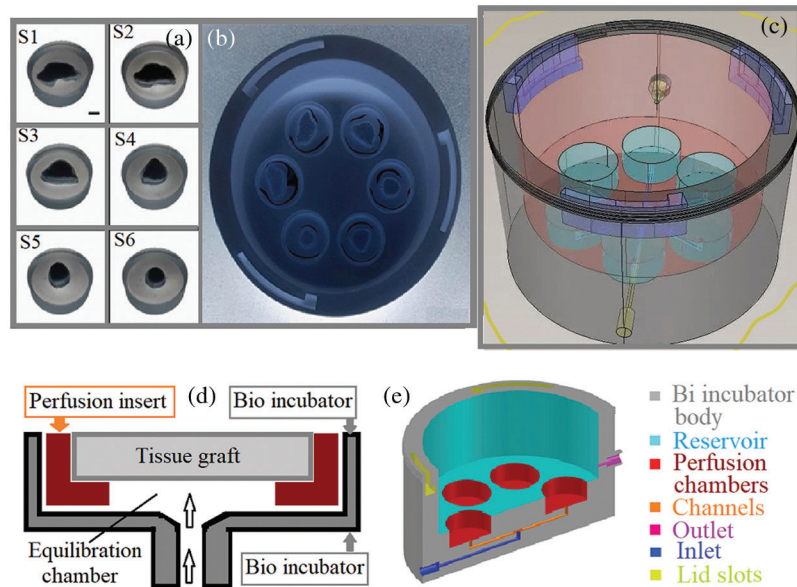 S1
S2
(a)
(b)
(c)
S3
S4
S5
S6
(d)
Perfusion insert
Bio incubator
Tissue graft
Equilibration
chamber
Bio incubator
(e)
Bi incubator
body
Reservoir
Perfusion
chambers
Channels
Outlet
Inlet
Lid slots